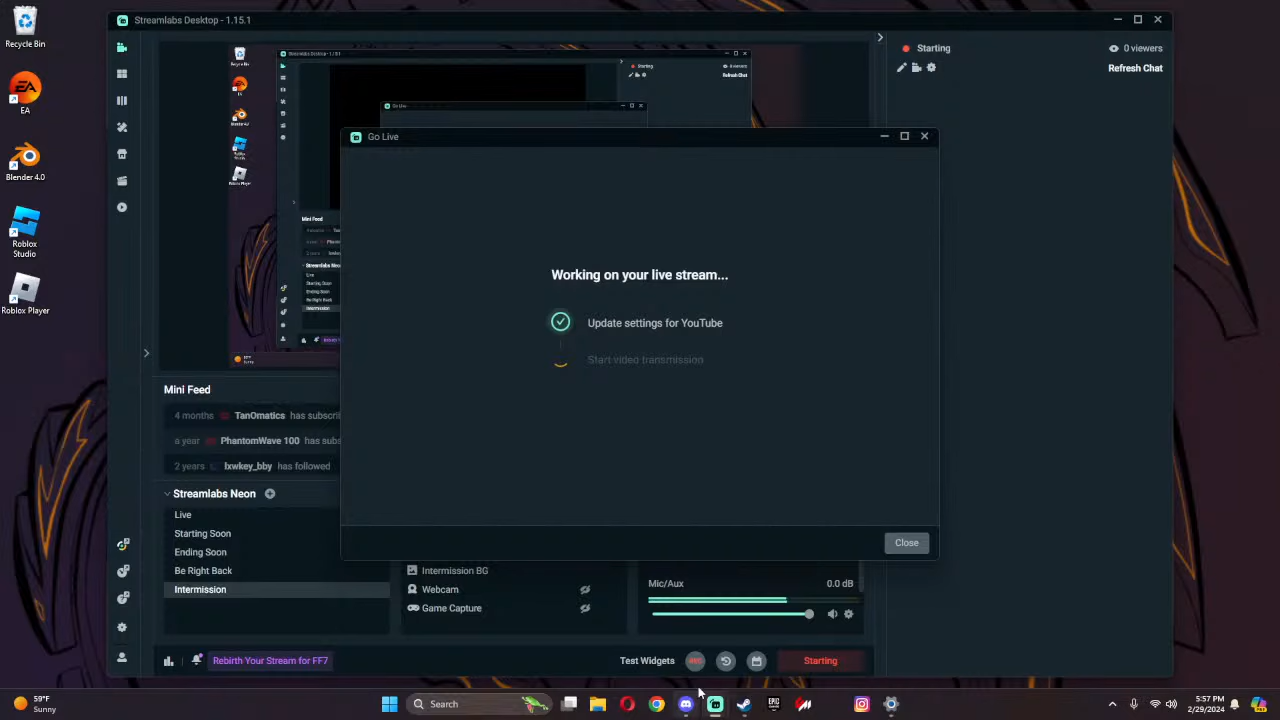 Recycle Bin
EA
Blender 4.0
Roblox
Studio
Roblox Player
Streamlabs Desktop - 1.15.1
Starting
0 viewers
Refresh Chat
Go Live
Working on your live stream...
Update settings for YouTube
Start video transmission
Close
Mini Feed
4 months TanOmatics has subscri
a year PhantomWave 100 has subs
2 years lxwkey_bby has followed
Streamlabs Neon
Live
Starting Soon
Ending Soon
Be Right Back
Intermission
Intermission BG
Webcam
Game Capture
Mic/Aux 0.0 dB
Rebirth Your Stream for FF7
Test Widgets
REC
Starting
59°F
Sunny
Search
5:57 PM
2/29/2024